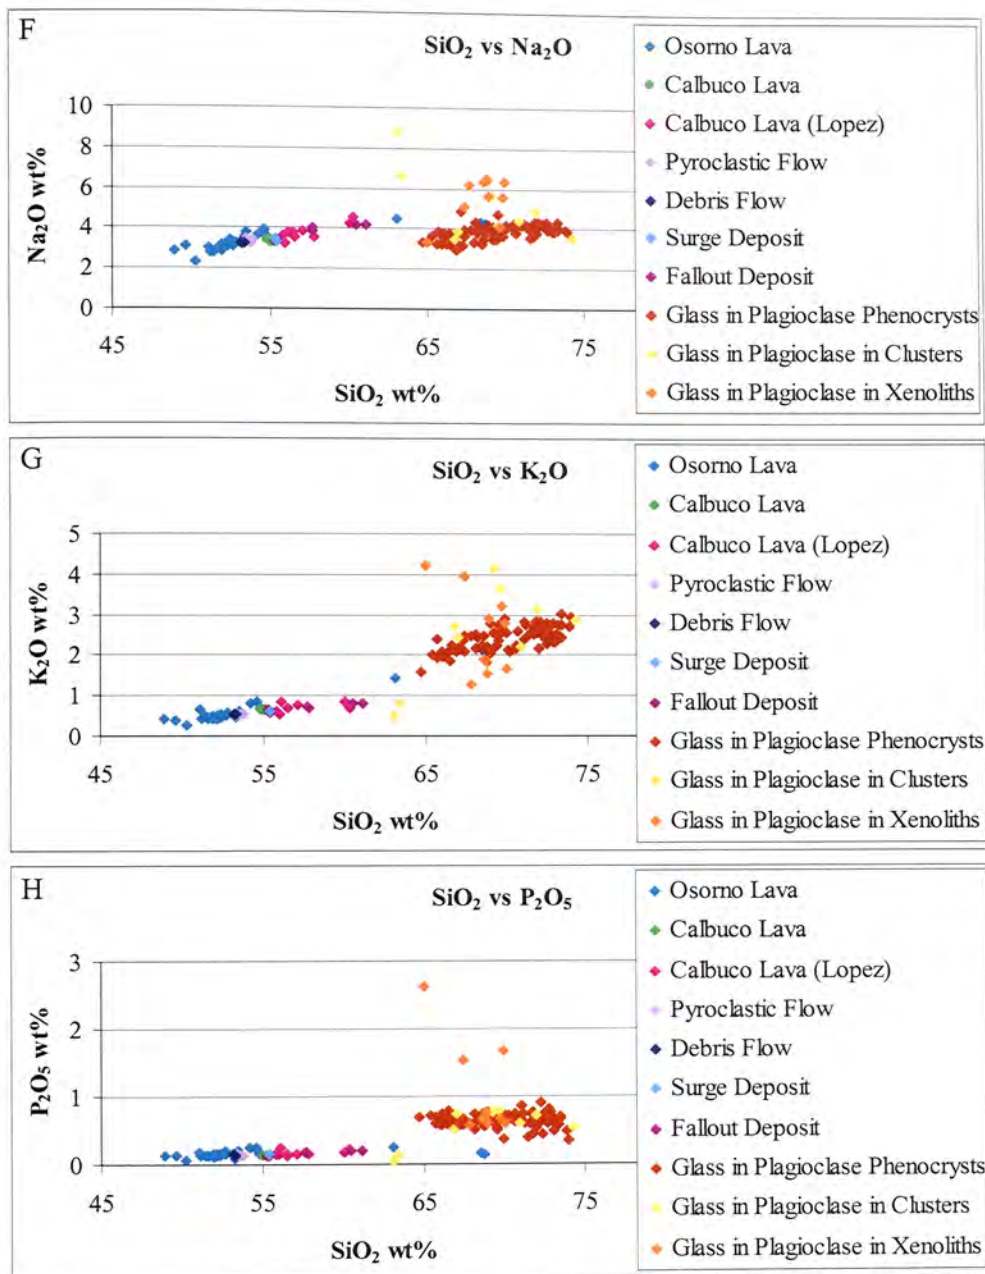 F
SiO₂ vs Na₂O
Na₂O wt%
10
8
6
4
2
0
45
55
65
75
SiO₂ wt%
Osorno Lava
Calbuco Lava
Calbuco Lava (Lopez)
Pyroclastic Flow
Debris Flow
Surge Deposit
Fallout Deposit
Glass in Plagioclase Phenocrysts
Glass in Plagioclase in Clusters
Glass in Plagioclase in Xenoliths
G
SiO₂ vs K₂O
K₂O wt%
5
4
3
2
1
0
45
55
65
75
SiO₂ wt%
Osorno Lava
Calbuco Lava
Calbuco Lava (Lopez)
Pyroclastic Flow
Debris Flow
Surge Deposit
Fallout Deposit
Glass in Plagioclase Phenocrysts
Glass in Plagioclase in Clusters
Glass in Plagioclase in Xenoliths
H
SiO₂ vs P₂O₅
P₂O₅ wt%
3
2
1
0
45
55
65
75
SiO₂ wt%
Osorno Lava
Calbuco Lava
Calbuco Lava (Lopez)
Pyroclastic Flow
Debris Flow
Surge Deposit
Fallout Deposit
Glass in Plagioclase Phenocrysts
Glass in Plagioclase in Clusters
Glass in Plagioclase in Xenoliths